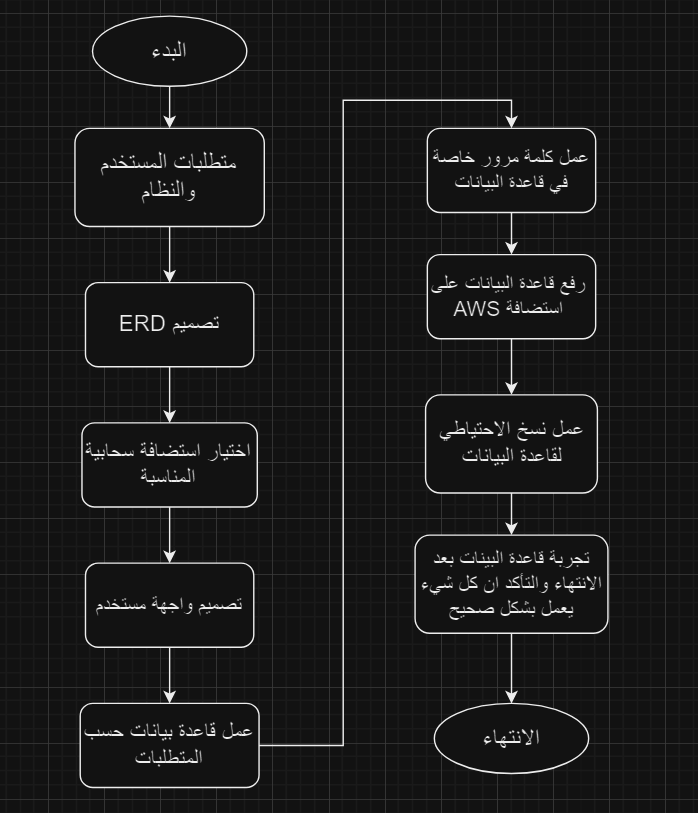 البدء
متطلبات المستخدم
والنظام
تصميم ERD
اختيار استضافة سحابية
المناسبة
تصميم واجهة مستخدم
عمل قاعدة بيانات حسب
المتطلبات
عمل كلمة مرور خاصة
في قاعدة البيانات
رفع قاعدة البيانات على
استضافة AWS
عمل نسخ الاحتياطي
لقاعدة البيانات
تجربة قاعدة البينات بعد
الانتهاء والتأكد ان كل شيء
يعمل بشكل صحيح
الانتهاء